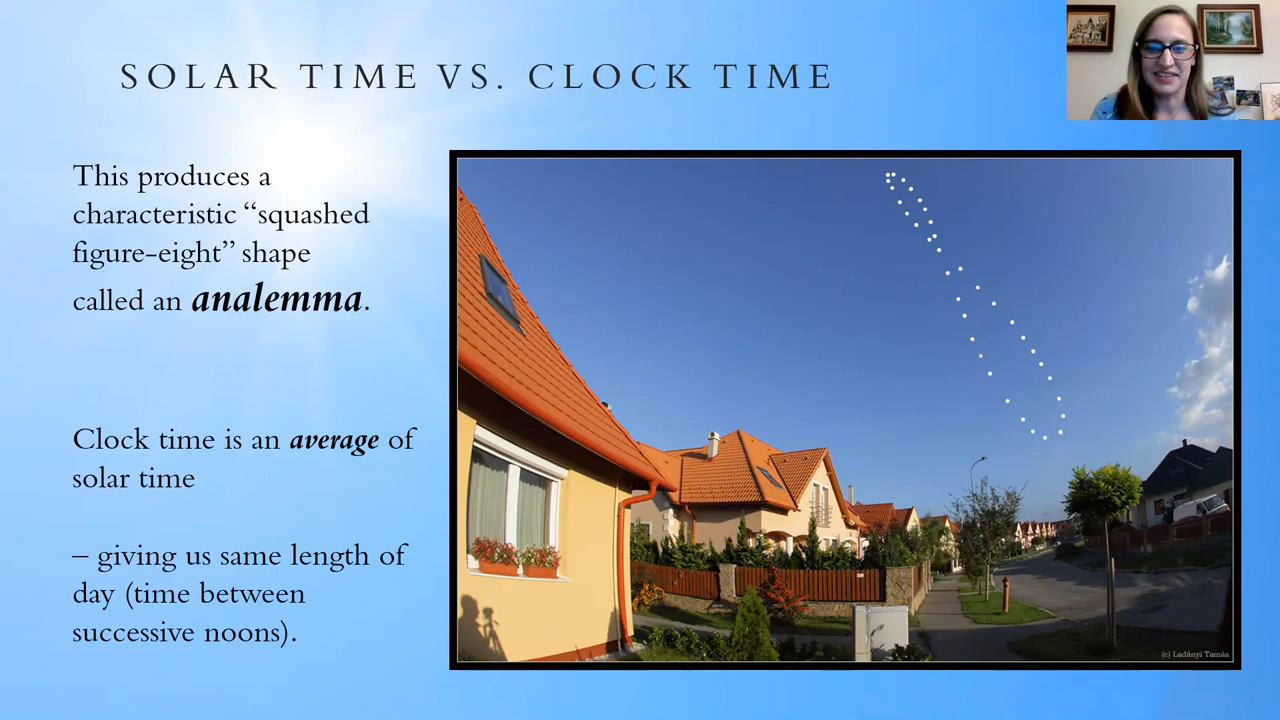 SOLAR TIME VS. CLOCK TIME
This produces a
characteristic “squashed
figure-eight” shape
called an analemma.
Clock time is an average of
solar time
– giving us same length of
day (time between
successive noons).
(c) Ladányi Tamás